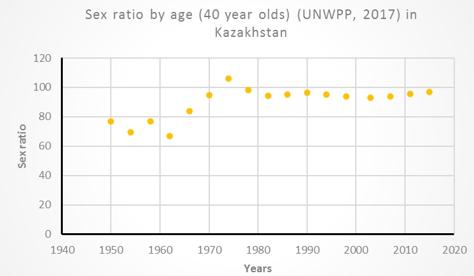 Sex ratio by age (40 year olds) (UNWPP, 2017) in
Kazakhstan
120
100
80
60
40
20
0
Sex ratio
1940 1950 1960 1970 1980 1990 2000 2010 2020
Years